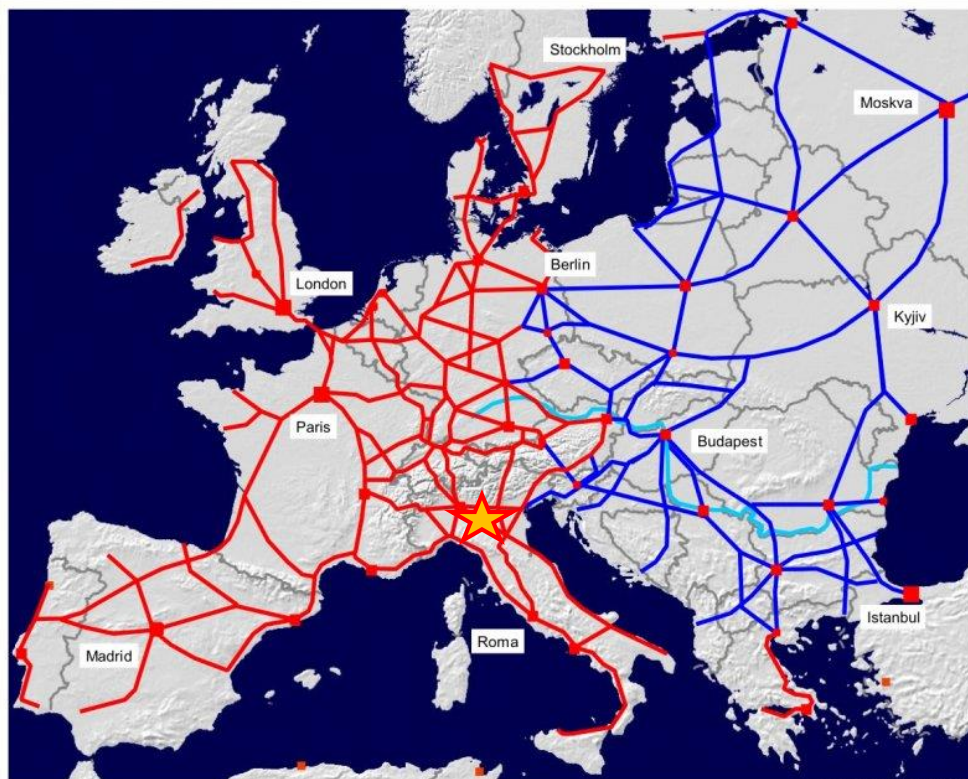 Stockholm
Moskva
Berlin
London
Kyjiv
Paris
Budapest
Istanbul
Roma
Madrid